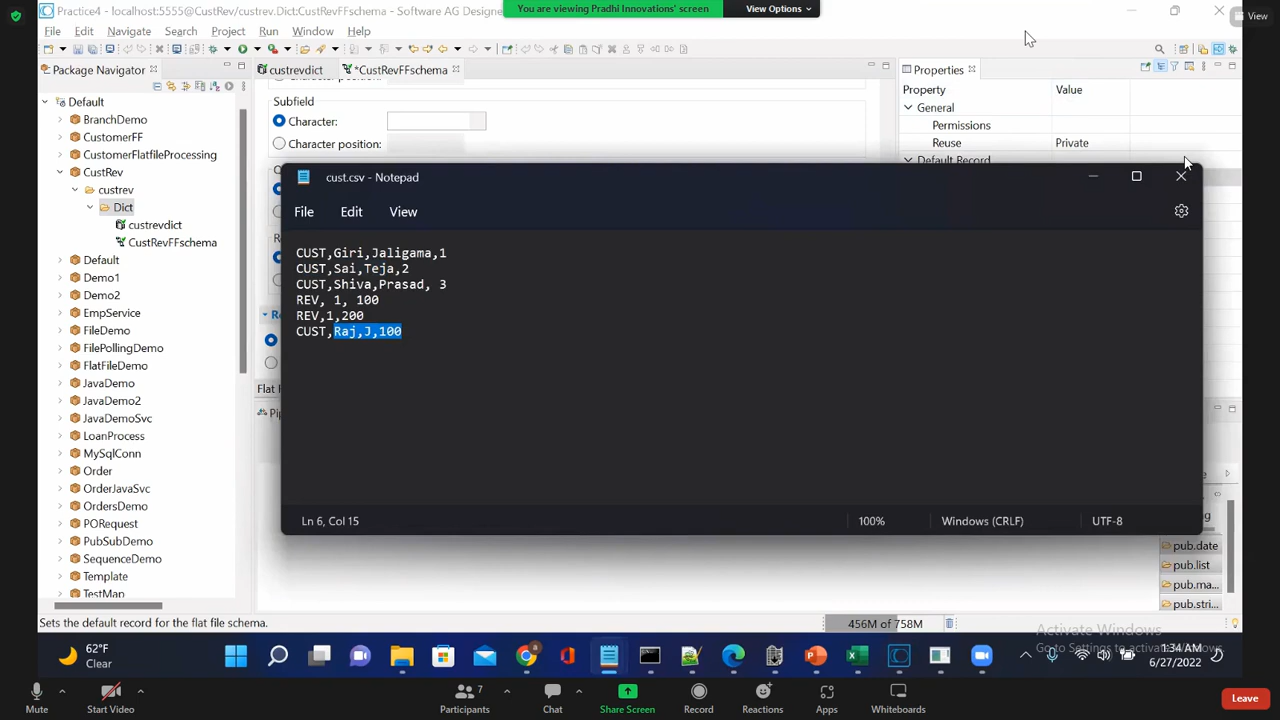 You are viewing Pradhi Innovations' screen
View Options
View
Practice4 - localhost:5555@CustRev/custrev.Dict:CustRevFFschema - Software AG Designer
File Edit Navigate Search Project Run Window Help
Package Navigator
custrevdict
*CustRevFFschema
Properties
Default
BranchDemo
CustomerFF
CustomerFlatfileProcessing
CustRev
custrev
Dict
custrevdict
CustRevFFschema
Default
Demo1
Demo2
EmpService
FileDemo
FilePollingDemo
FlatFileDemo
JavaDemo
JavaDemo2
JavaDemoSvc
LoanProcess
MySqlConn
Order
OrderJavaSvc
OrdersDemo
PORequest
PubSubDemo
SequenceDemo
Template
TestMap
Subfield
Character:
Character position:
Property Value
General
Permissions
Reuse Private
Default Record
cust.csv - Notepad
File Edit View
CUST,Giri,Jaligama,1
CUST,Sai,Teja,2
CUST,Shiva,Prasad, 3
REV, 1, 100
REV,1,200
CUST,Raj,J,100
Ln 6, Col 15
100%
Windows (CRLF)
UTF-8
Flat
pub.date
pub.list
pub.ma...
pub.stri...
Sets the default record for the flat file schema.
456M of 758M
Activate Windows
Go to Settings to activate Windows.
62°F
Clear
1:34 AM
6/27/2022
Mute
Start Video
7
Participants
Chat
Share Screen
Record
Reactions
Apps
Whiteboards
Leave